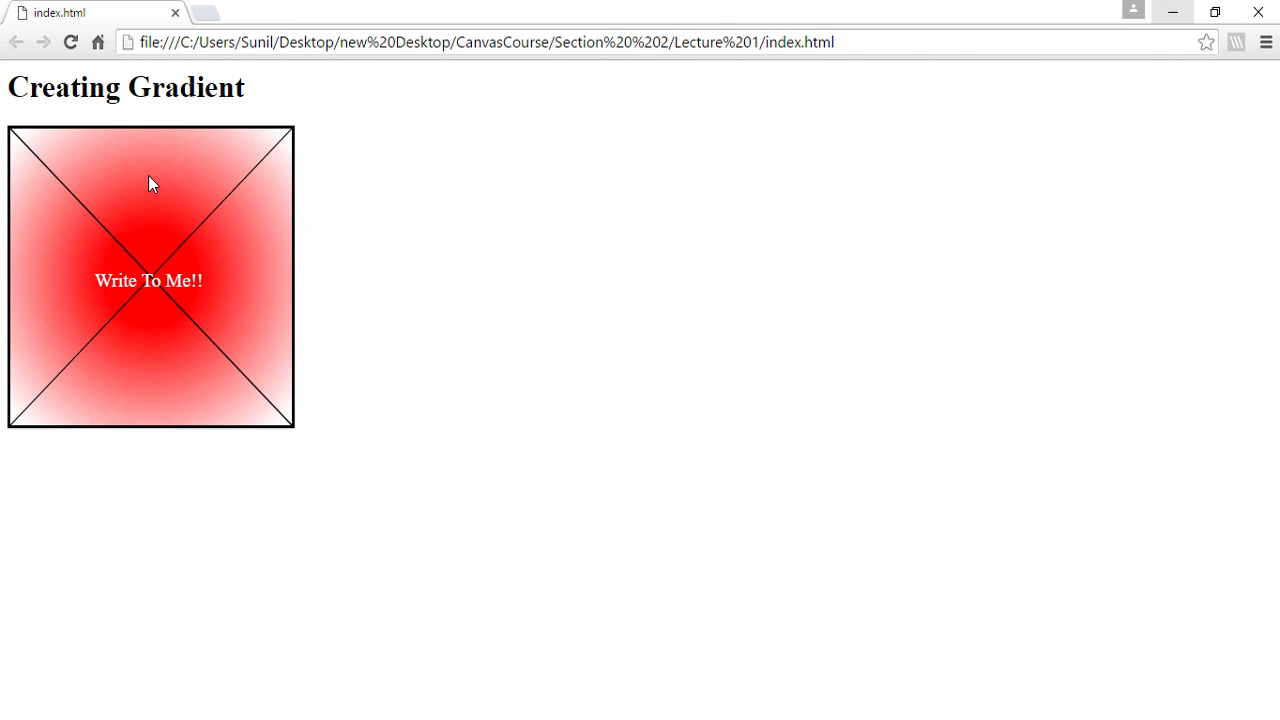 index.html
file:///C:/Users/Sunil/Desktop/new%20Desktop/CanvasCourse/Section%20%202/Lecture%201/index.html
Creating Gradient
Write To Me!!